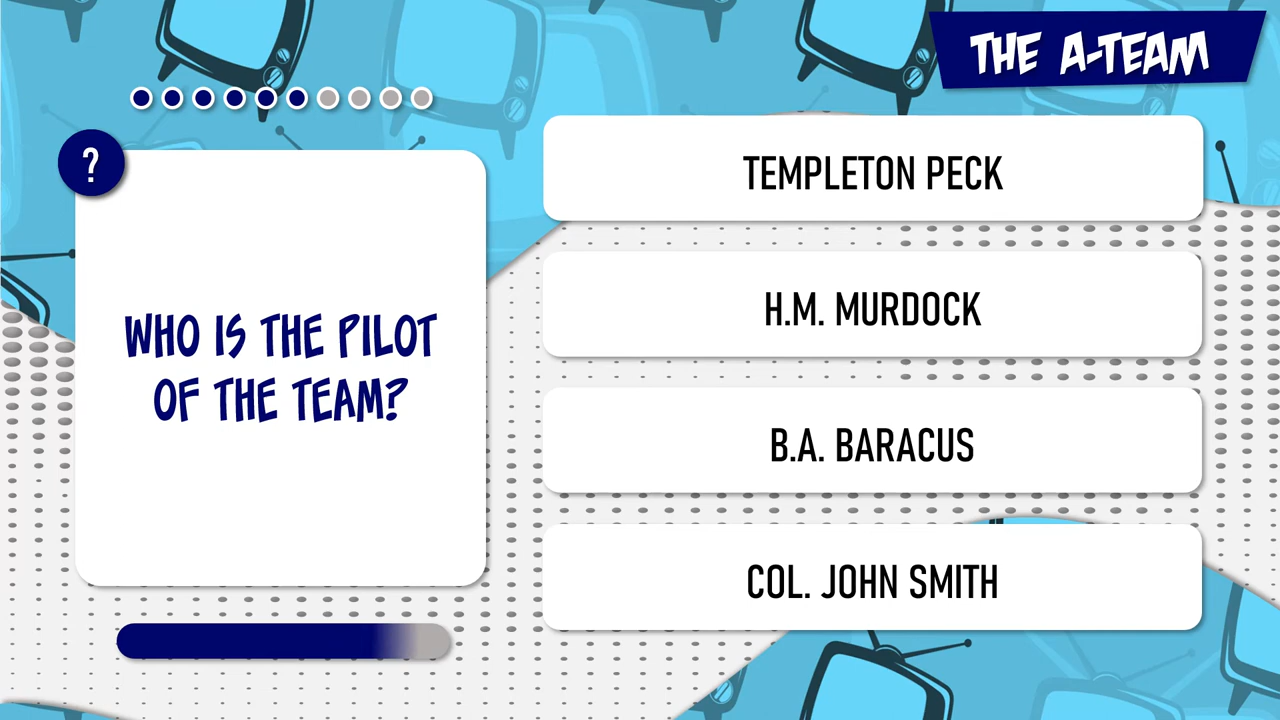 THE A-TEAM
?
WHO IS THE PILOT
OF THE TEAM?
TEMPLETON PECK
H.M. MURDOCK
B.A. BARACUS
COL. JOHN SMITH